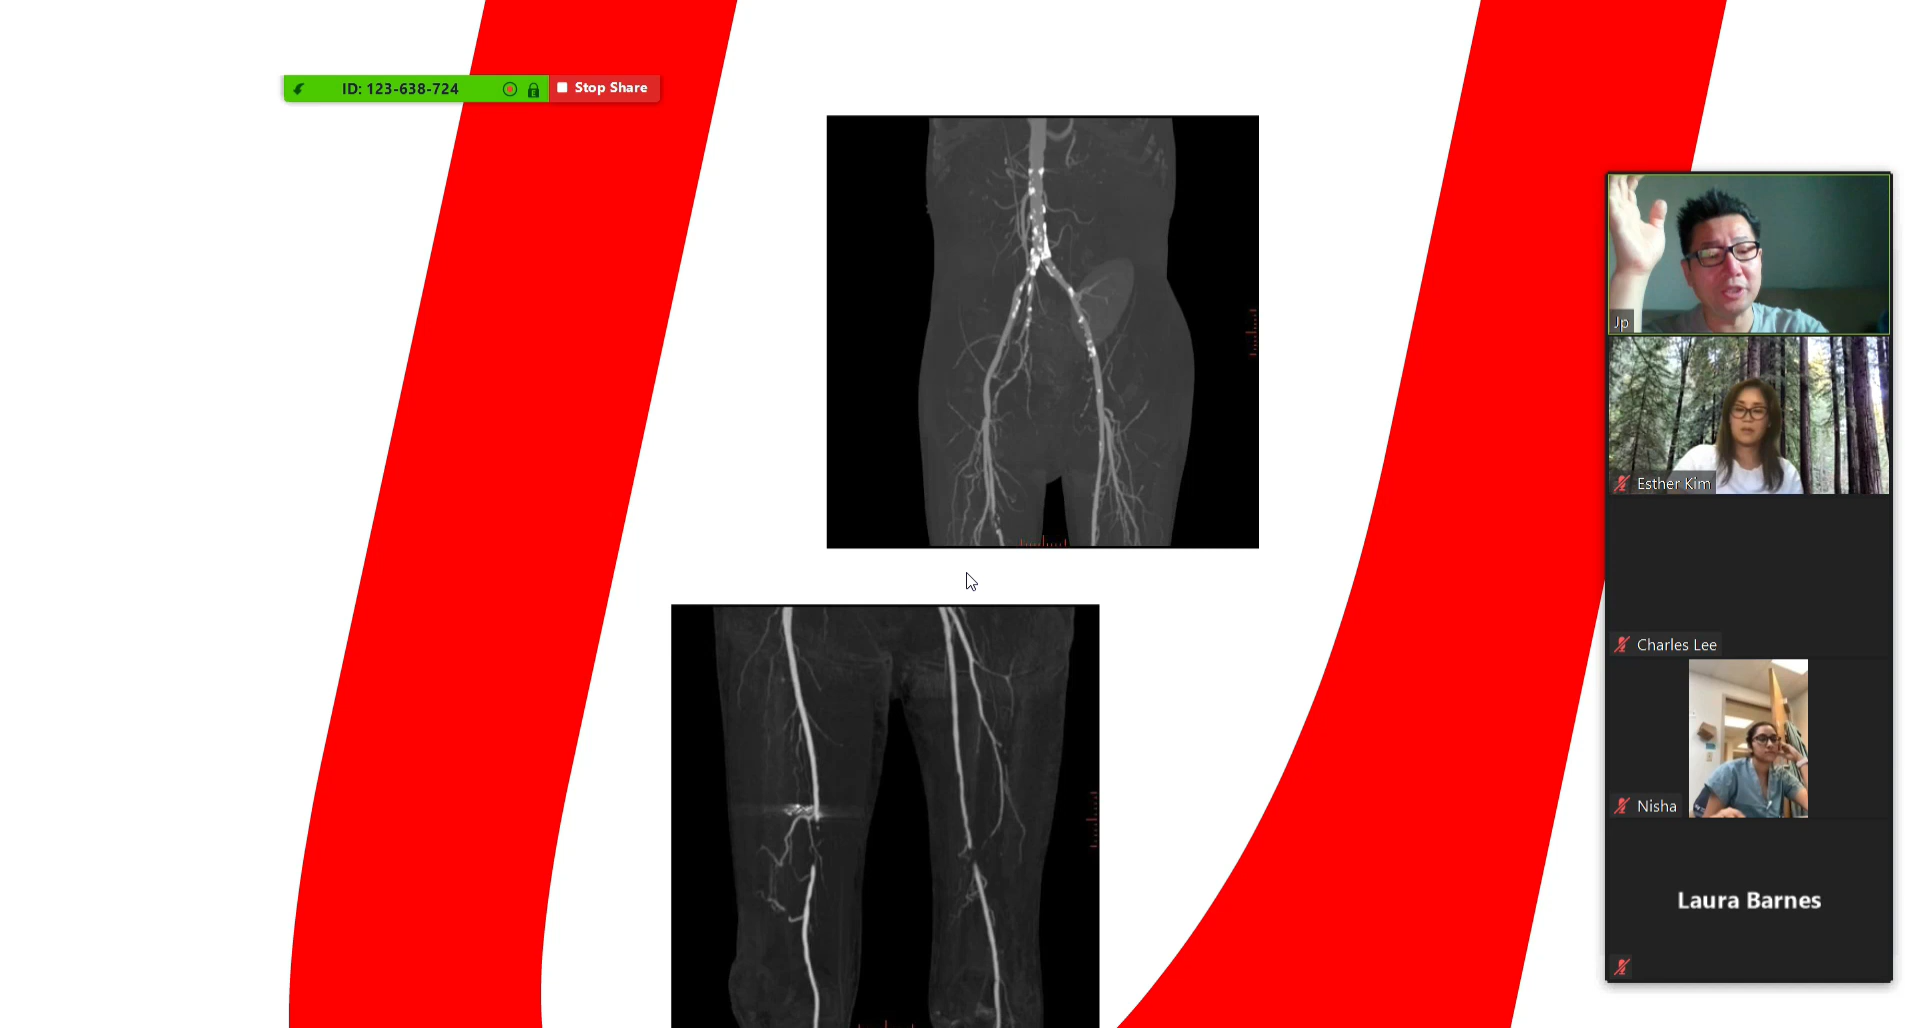 ID: 123-638-724
Stop Share
Jp
Esther Kim
Charles Lee
Nisha
Laura Barnes